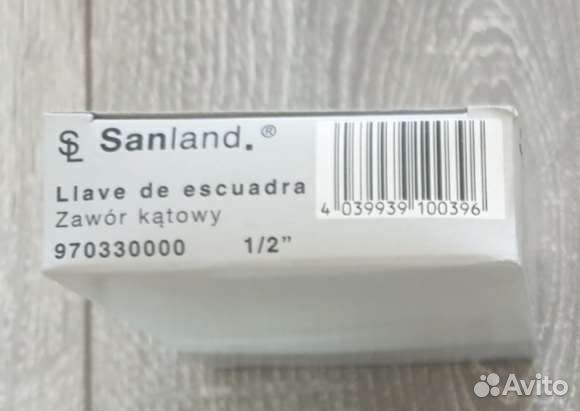 SL Sanland.®
Llave de escuadra
Zawór kątowy
970330000 1/2"
4 039939 100396
Avito